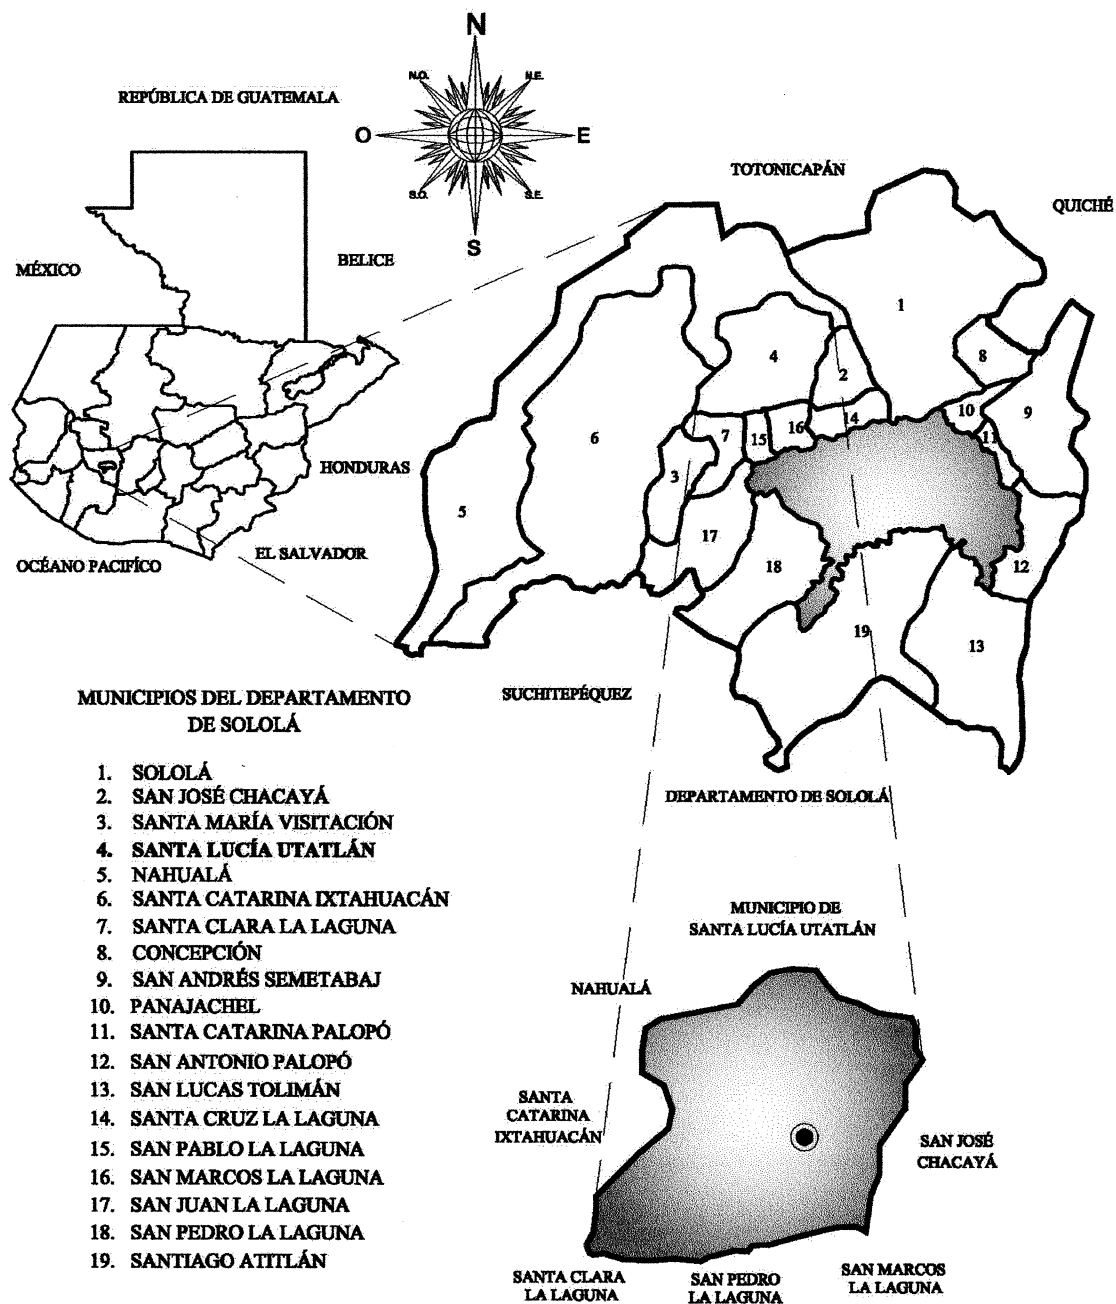 N
N.O.
N.E.
O
E
S.O.
S.E.
S
REPÚBLICA DE GUATEMALA
MÉXICO
BELICE
HONDURAS
EL SALVADOR
OCÉANO PACIFÍCO
TOTONICAPÁN
QUICHÉ
1
8
4
2
10
9
6
7
15
16
14
11
3
5
17
18
12
19
13
SUCHITEPÉQUEZ
DEPARTAMENTO DE SOLOLÁ
MUNICIPIOS DEL DEPARTAMENTO
DE SOLOLÁ
1. SOLOLÁ
2. SAN JOSÉ CHACAYÁ
3. SANTA MARÍA VISITACIÓN
4. SANTA LUCÍA UTATLÁN
5 NAHUALÁ
6. SANTA CATARINA IXTAHUACÁN
7. SANTA CLARA LA LAGUNA
8. CONCEPCIÓN
9. SAN ANDRÉS SEMETABAJ
10. PANAJACHEL
11. SANTA CATARINA PALOPÓ
12. SAN ANTONIO PALOPÓ
13. SAN LUCAS TOLIMÁN
14. SANTA CRUZ LA LAGUNA
15. SAN PABLO LA LAGUNA
16. SAN MARCOS LA LAGUNA
17. SAN JUAN LA LAGUNA
18. SAN PEDRO LA LAGUNA
19. SANTIAGO ATITLÁN
MUNICIPIO DE
SANTA LUCÍA UTATLÁN
NAHUALÁ
SANTA
CATARINA
IXTAHUACÁN
SAN JOSÉ
CHACAYÁ
SANTA CLARA
LA LAGUNA
SAN PEDRO
LA LAGUNA
SAN MARCOS
LA LAGUNA